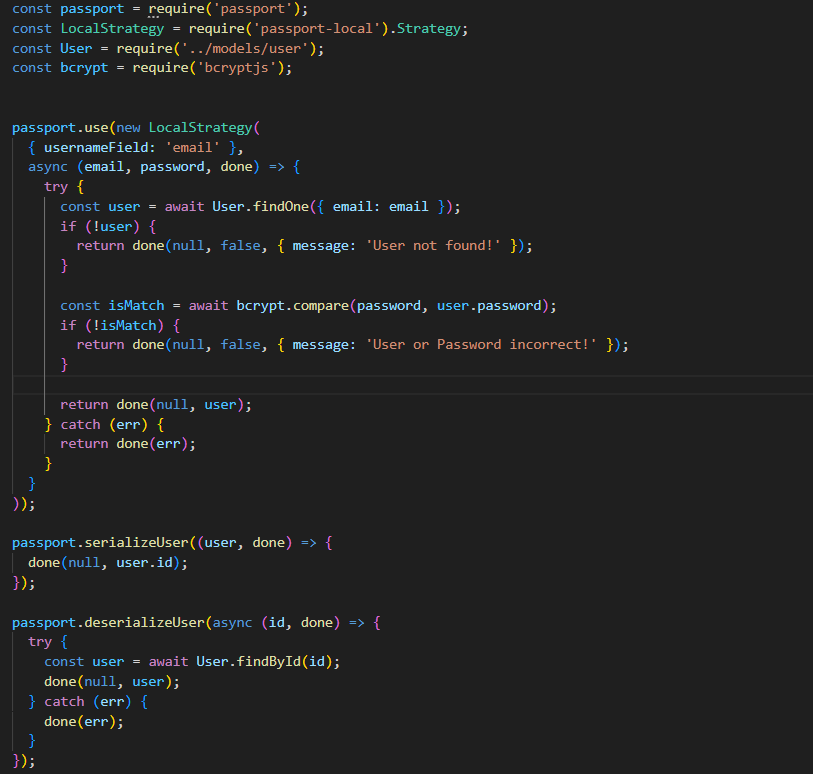 const passport = require('passport');
const LocalStrategy = require('passport-local').Strategy;
const User = require('../models/user');
const bcrypt = require('bcryptjs');
passport.use(new LocalStrategy(
{ usernameField: 'email' },
async (email, password, done) => {
try {
const user = await User.findOne({ email: email });
if (!user) {
return done(null, false, { message: 'User not found!' });
}
const isMatch = await bcrypt.compare(password, user.password);
if (!isMatch) {
return done(null, false, { message: 'User or Password incorrect!' });
}
return done(null, user);
} catch (err) {
return done(err);
}
}
));
passport.serializeUser((user, done) => {
done(null, user.id);
});
passport.deserializeUser(async (id, done) => {
try {
const user = await User.findById(id);
done(null, user);
} catch (err) {
done(err);
}
});